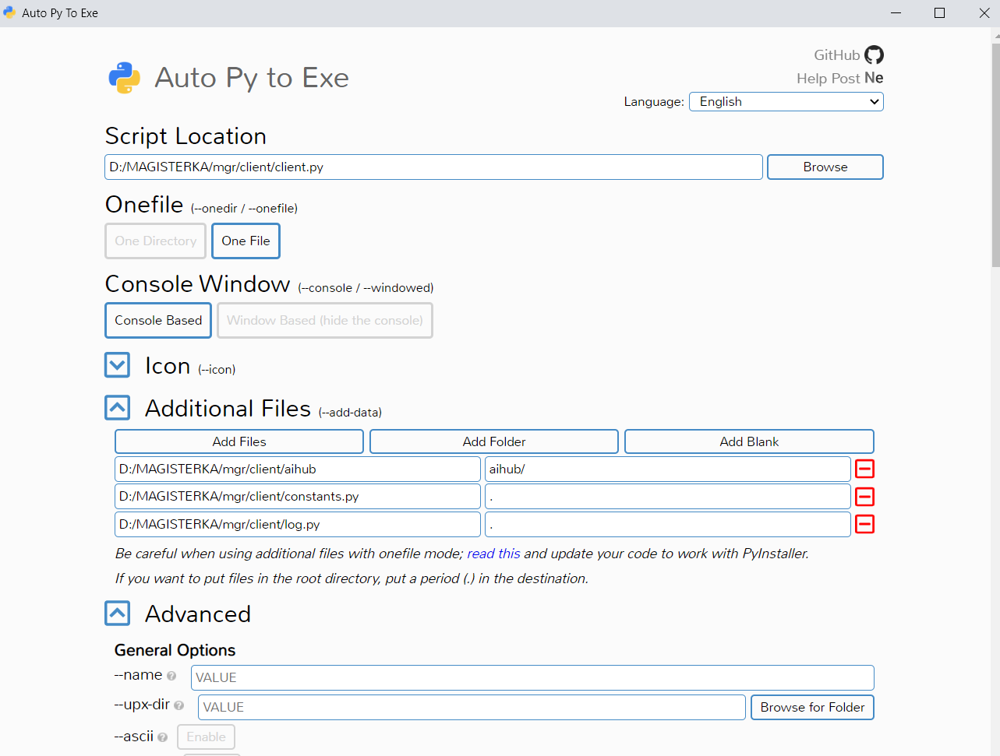 Auto Py To Exe
GitHub
Help Post Ne
Auto Py to Exe
Language: English
Script Location
D:/MAGISTERKA/mgr/client/client.py Browse
Onefile (--onedir / --onefile)
One Directory One File
Console Window (--console / --windowed)
Console Based Window Based (hide the console)
Icon (--icon)
Additional Files (--add-data)
Add Files Add Folder Add Blank
D:/MAGISTERKA/mgr/client/aihub aihub/
D:/MAGISTERKA/mgr/client/constants.py .
D:/MAGISTERKA/mgr/client/log.py .
Be careful when using additional files with onefile mode; read this and update your code to work with PyInstaller.
If you want to put files in the root directory, put a period (.) in the destination.
Advanced
General Options
--name ? VALUE
--upx-dir ? VALUE Browse for Folder
--ascii ? Enable